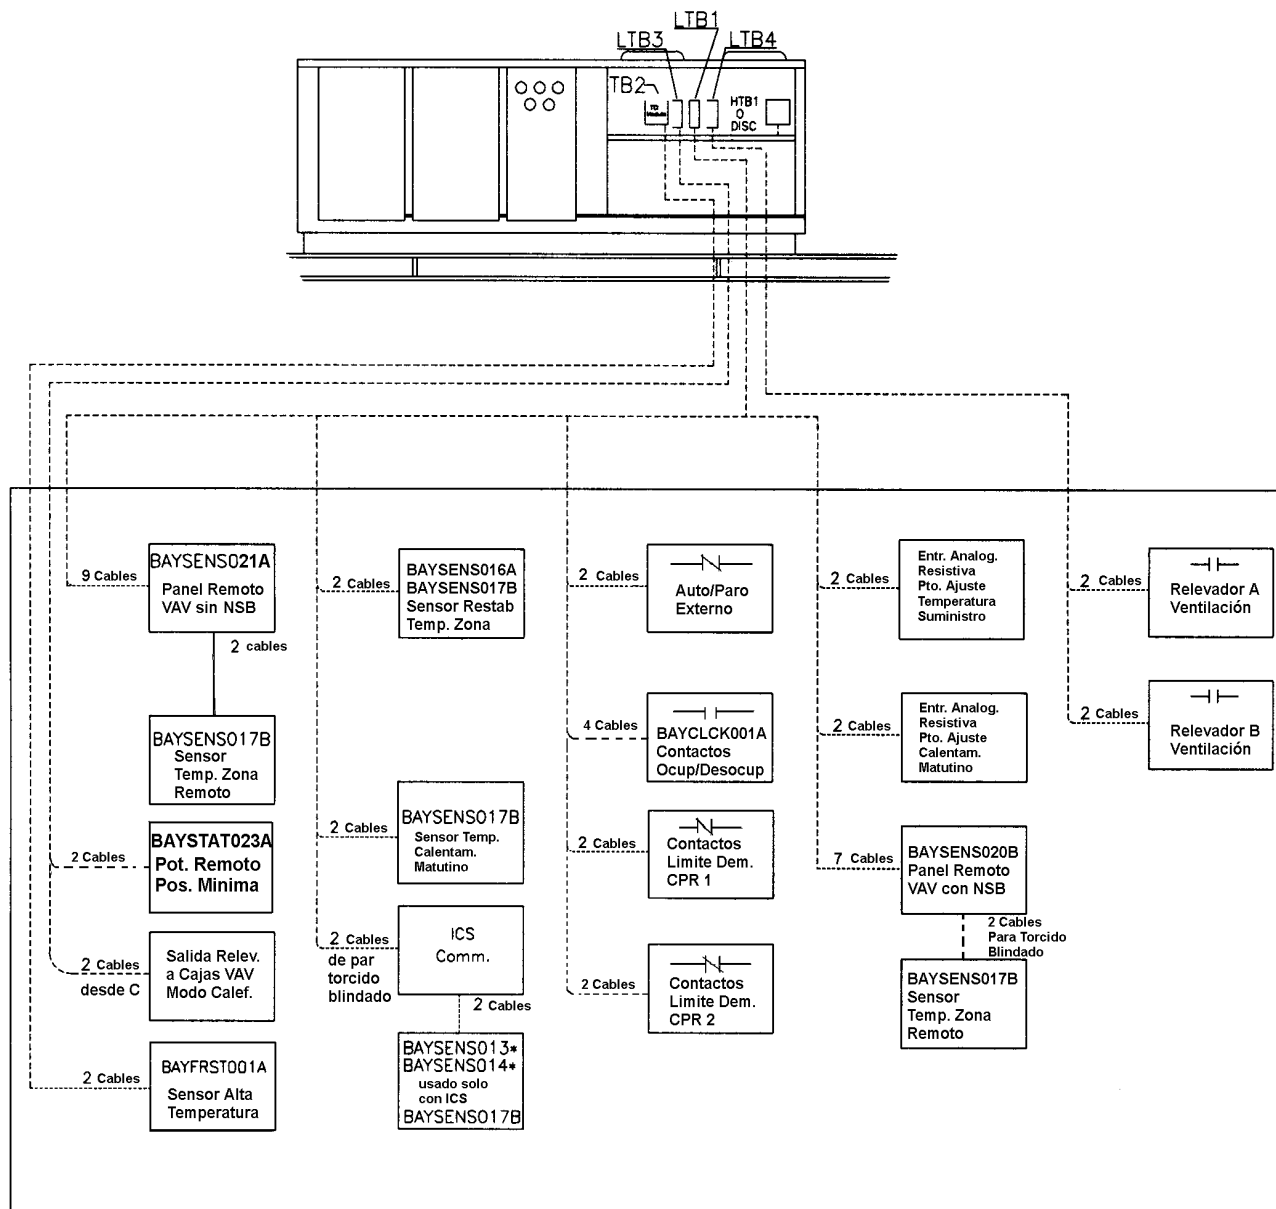 LTB1
LTB3
LTB4
TB2
TCI
Module
HTB1
O
DISC
BAYSENS021A
Panel Remoto
VAV sin NSB
9 Cables
2 cables
BAYSENS017B
Sensor
Temp. Zona
Remoto
BAYSTAT023A
Pot. Remoto
Pos. Minima
2 Cables
Salida Relev.
a Cajas VAV
Modo Calef.
2 Cables
desde C
BAYFRST001A
Sensor Alta
Temperatura
2 Cables
BAYSENS016A
BAYSENS017B
Sensor Restab
Temp. Zona
2 Cables
BAYSENS017B
Sensor Temp.
Calentam.
Matutino
2 Cables
ICS
Comm.
2 Cables
de par
torcido
blindado
2 Cables
BAYSENS013*
BAYSENS014*
usado solo
con ICS
BAYSENS017B
Auto/Paro
Externo
2 Cables
BAYCLCK001A
Contactos
Ocup/Desocup
4 Cables
Contactos
Limite Dem.
CPR 1
2 Cables
Contactos
Limite Dem.
CPR 2
2 Cables
Entr. Analog.
Resistiva
Pto. Ajuste
Temperatura
Suministro
2 Cables
Entr. Analog.
Resistiva
Pto. Ajuste
Calentam.
Matutino
2 Cables
BAYSENS020B
Panel Remoto
VAV con NSB
7 Cables
2 Cables
Para Torcido
Blindado
BAYSENS017B
Sensor
Temp. Zona
Remoto
Relevador A
Ventilación
2 Cables
Relevador B
Ventilación
2 Cables